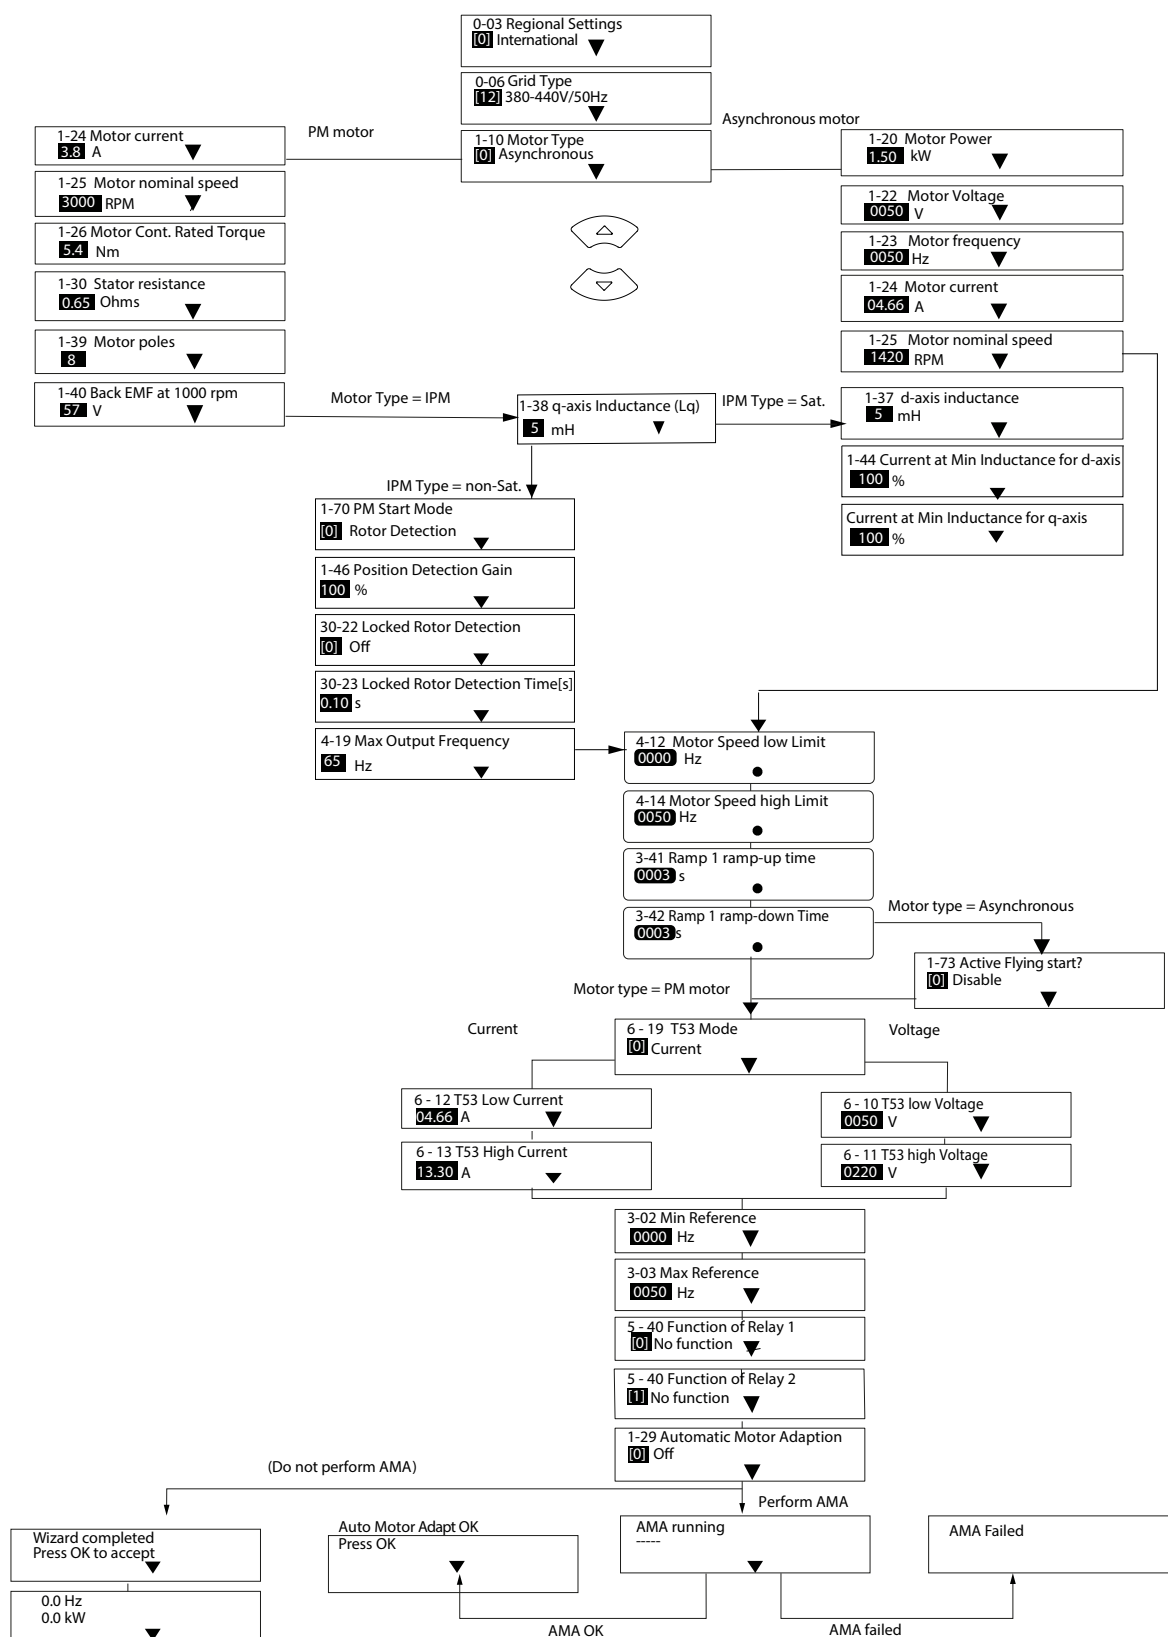 0-03 Regional Settings
[0] International
0-06 Grid Type
[12] 380-440V/50Hz
PM motor
Asynchronous motor
1-10 Motor Type
[0] Asynchronous
1-24 Motor current
3.8 A
1-25 Motor nominal speed
3000 RPM
1-26 Motor Cont. Rated Torque
5.4 Nm
1-30 Stator resistance
0.65 Ohms
1-39 Motor poles
8
1-40 Back EMF at 1000 rpm
57 V
1-20 Motor Power
1.50 kW
1-22 Motor Voltage
0050 V
1-23 Motor frequency
0050 Hz
1-24 Motor current
04.66 A
1-25 Motor nominal speed
1420 RPM
Motor Type = IPM
1-38 q-axis Inductance (Lq)
5 mH
IPM Type = Sat.
1-37 d-axis inductance
5 mH
1-44 Current at Min Inductance for d-axis
100 %
Current at Min Inductance for q-axis
100 %
IPM Type = non-Sat.
1-70 PM Start Mode
[0] Rotor Detection
1-46 Position Detection Gain
100 %
30-22 Locked Rotor Detection
[0] Off
30-23 Locked Rotor Detection Time[s]
0.10 s
4-19 Max Output Frequency
65 Hz
4-12 Motor Speed low Limit
0000 Hz
4-14 Motor Speed high Limit
0050 Hz
3-41 Ramp 1 ramp-up time
0003 s
3-42 Ramp 1 ramp-down Time
0003 s
Motor type = Asynchronous
1-73 Active Flying start?
[0] Disable
Motor type = PM motor
Current
6 - 19 T53 Mode
[0] Current
Voltage
6 - 12 T53 Low Current
04.66 A
6 - 13 T53 High Current
13.30 A
6 - 10 T53 low Voltage
0050 V
6 - 11 T53 high Voltage
0220 V
3-02 Min Reference
0000 Hz
3-03 Max Reference
0050 Hz
5 - 40 Function of Relay 1
[0] No function
5 - 40 Function of Relay 2
[1] No function
1-29 Automatic Motor Adaption
[0] Off
(Do not perform AMA)
Perform AMA
Wizard completed
Press OK to accept
0.0 Hz
0.0 kW
Auto Motor Adapt OK
Press OK
AMA running
-----
AMA Failed
AMA OK
AMA failed